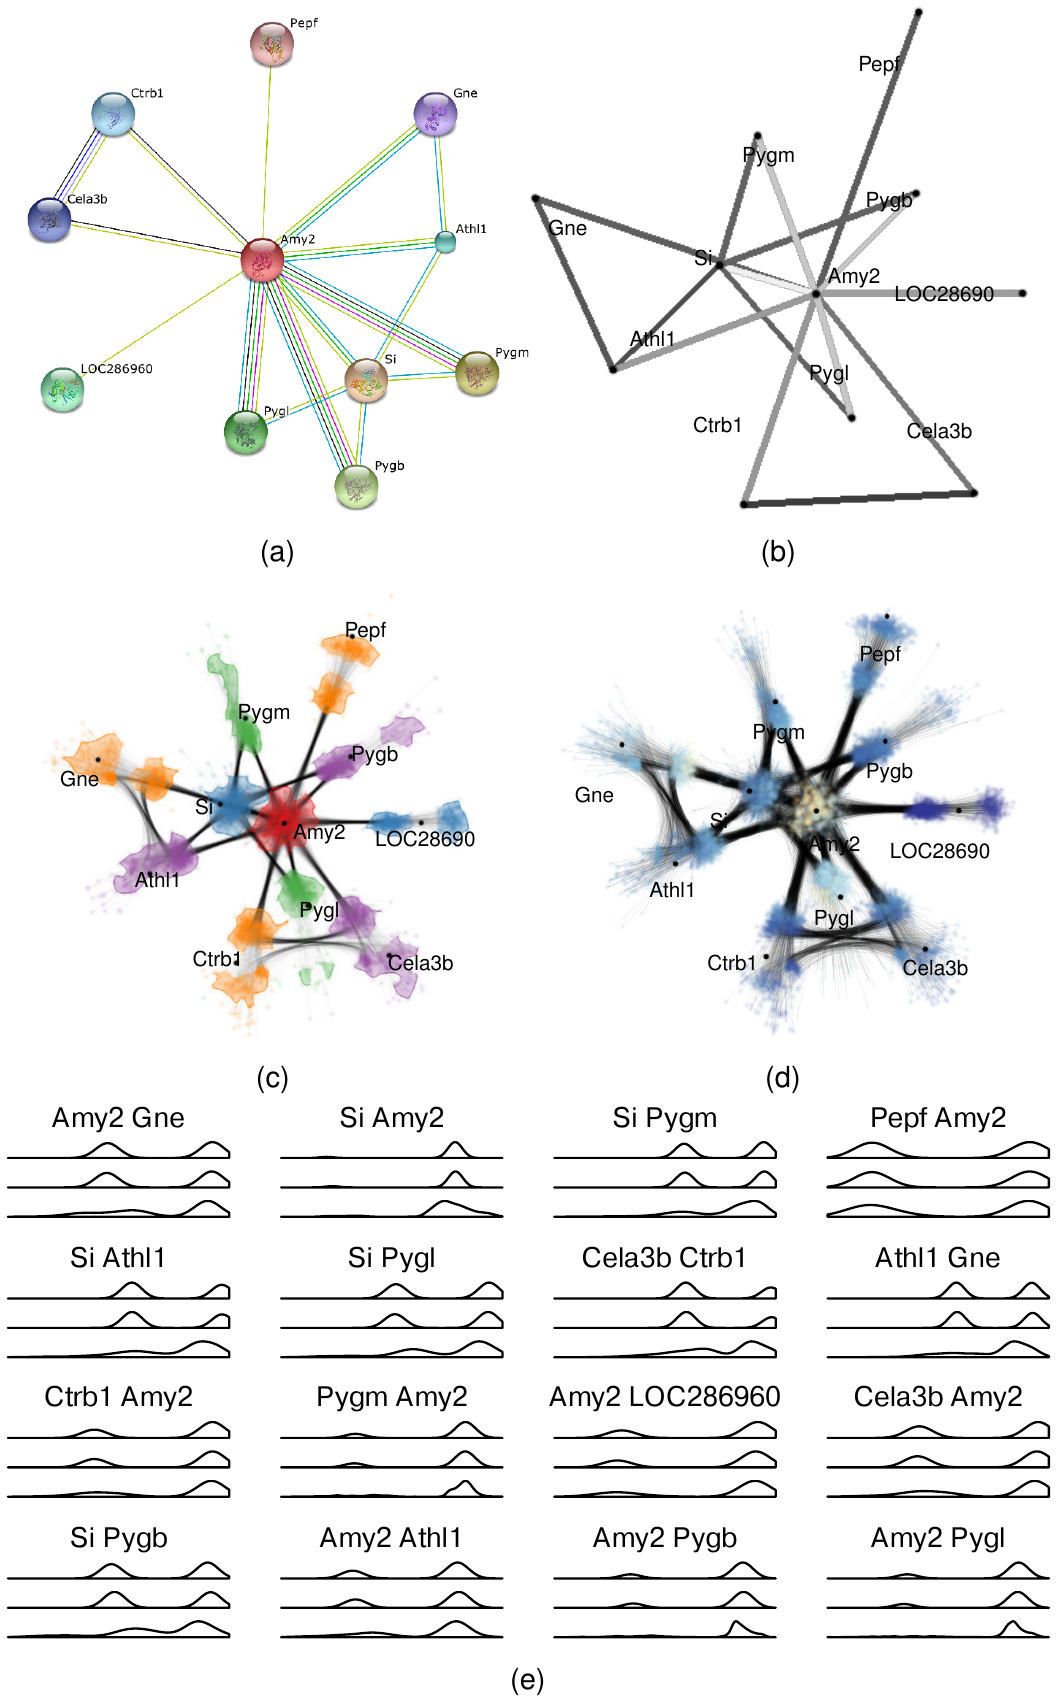 Pepf
Ctrb1
Gne
Cela3b
Athl1
Amy2
LOC286960
Si
Pygm
Pygl
Pygb
(a)
Pepf
Pygm
Pygb
Gne
Si
Amy2
LOC28690
Athl1
Pygl
Ctrb1
Cela3b
(b)
Pepf
Pygm
Pygb
Gne
Si
Amy2
LOC28690
Athl1
Pygl
Ctrb1
Cela3b
(c)
Pepf
Pygm
Pygb
Gne
Si
Amy2
LOC28690
Athl1
Pygl
Ctrb1
Cela3b
(d)
Amy2 Gne
Si Amy2
Si Pygm
Pepf Amy2
Si Athl1
Si Pygl
Cela3b Ctrb1
Athl1 Gne
Ctrb1 Amy2
Pygm Amy2
Amy2 LOC286960
Cela3b Amy2
Si Pygb
Amy2 Athl1
Amy2 Pygb
Amy2 Pygl
(e)